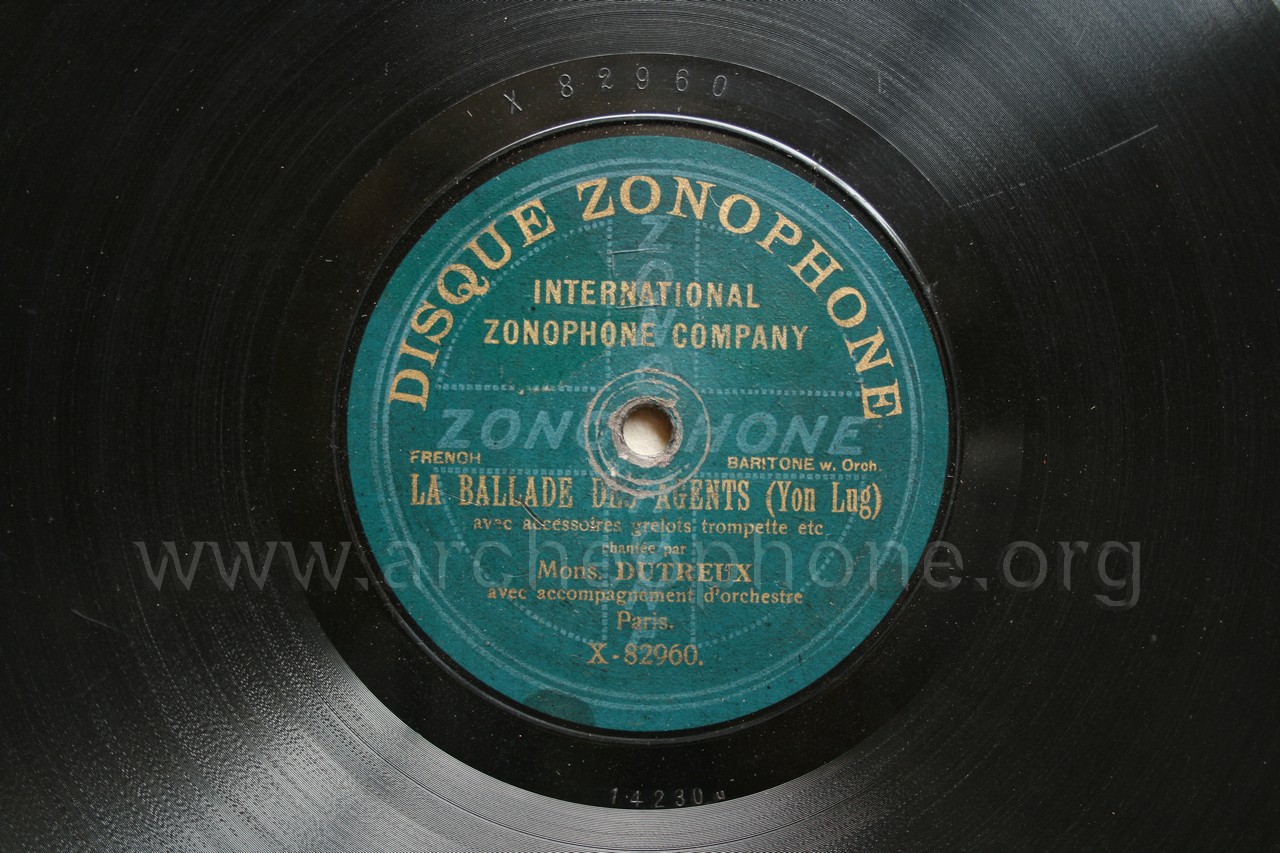 X 82960
DISQUE ZONOPHONE
ZONOPHONE
INTERNATIONAL
ZONOPHONE COMPANY
ZONOPHONE
FRENCH BARITONE w. Orch.
LA BALLADE DES AGENTS (Yon Lug)
avec accessoires grelots trompette etc
chantée par
Mons. DUTREUX
avec accompagnement d'orchestre
Paris.
X-82960.
www.archeophone.org